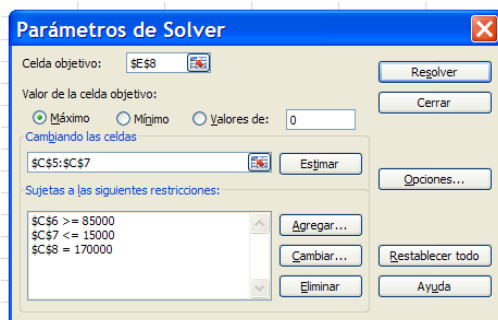 Parámetros de Solver
Celda objetivo: $E$8
Resolver
Valor de la celda objetivo:
Cerrar
Máximo Mínimo Valores de: 0
Cambiando las celdas
$C$5:$C$7 Estimar
Opciones...
Sujetas a las siguientes restricciones:
$C$6 >= 85000
$C$7 <= 15000
$C$8 = 170000
Agregar...
Cambiar... Restablecer todo
Eliminar Ayuda